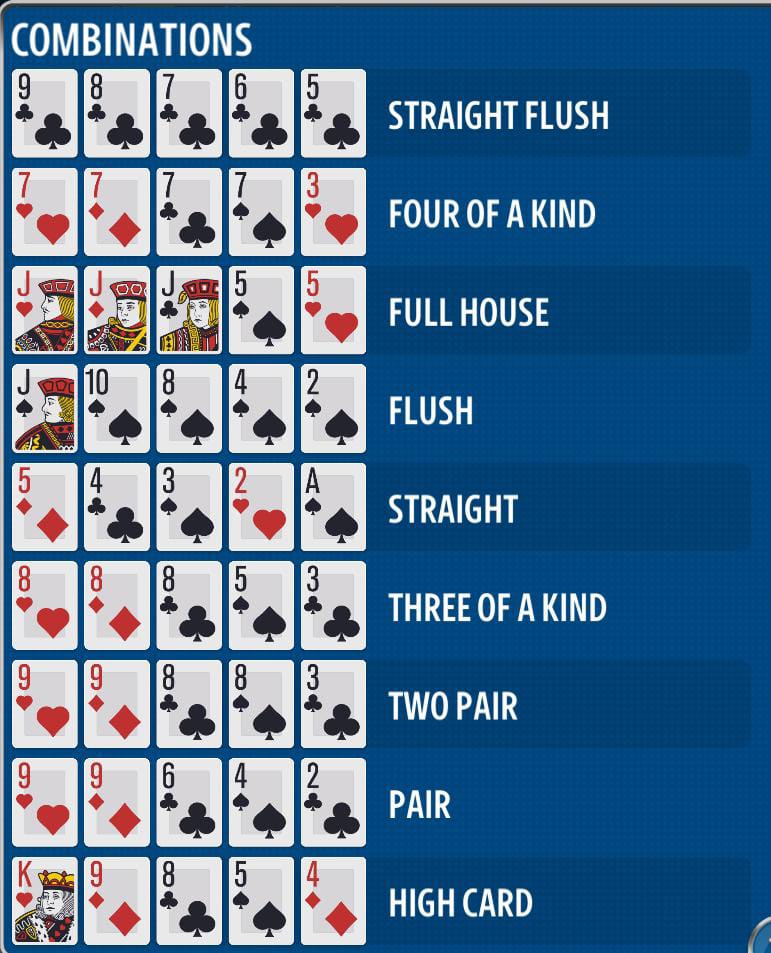 COMBINATIONS
9 8 7 6 5 STRAIGHT FLUSH
7 7 7 7 3 FOUR OF A KIND
J J J 5 5 FULL HOUSE
J 10 8 4 2 FLUSH
5 4 3 2 A STRAIGHT
8 8 8 5 3 THREE OF A KIND
9 9 8 8 3 TWO PAIR
9 9 6 4 2 PAIR
K 9 8 5 4 HIGH CARD